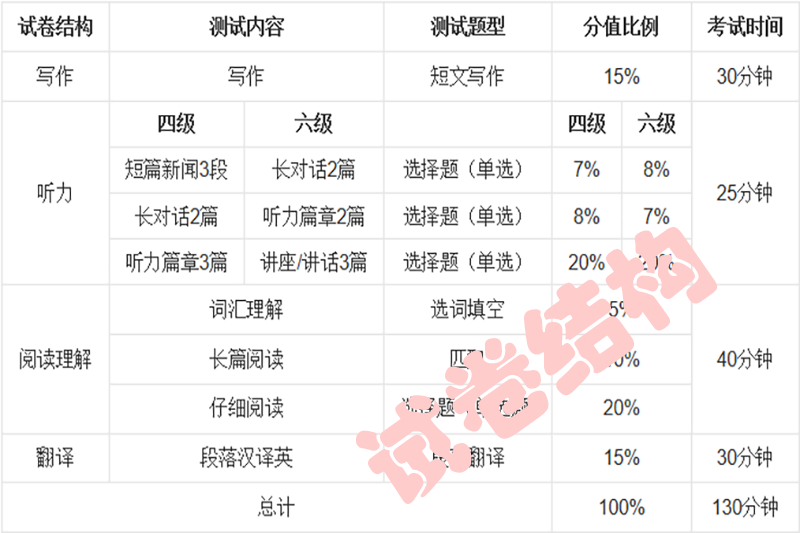 试卷结构 测试内容 测试题型 分值比例 考试时间
写作 写作 短文写作 15% 30分钟
四级 六级 四级 六级
短篇新闻3段 长对话2篇 选择题（单选） 7% 8%
听力 25分钟
长对话2篇 听力篇章2篇 选择题（单选） 8% 7%
听力篇章3篇 讲座/讲话3篇 选择题（单选） 20%
词汇理解 选词填空
阅读理解 长篇阅读 40分钟
仔细阅读 20%
翻译 段落汉译英 翻译 15% 30分钟
总计 100% 130分钟
试卷结构